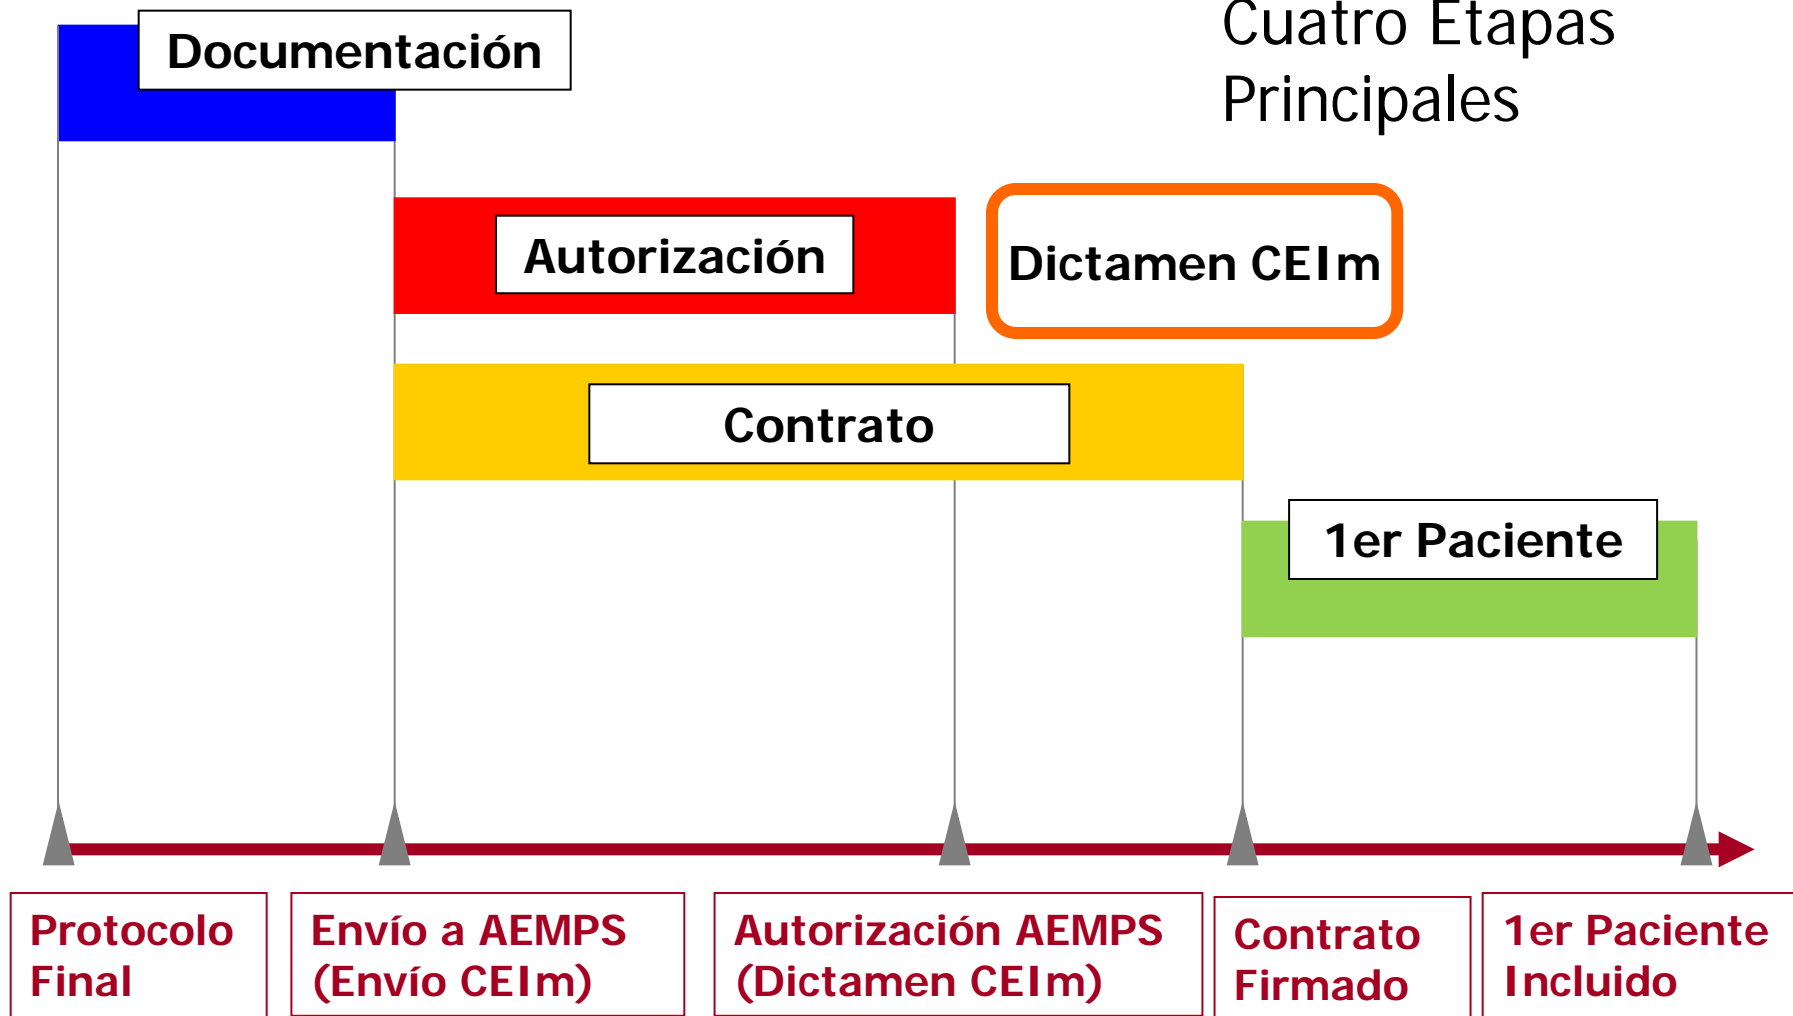 Cuatro Etapas
Principales
Documentación
Autorización
Dictamen CEIm
Contrato
1er Paciente
Protocolo
Final
Envío a AEMPS
(Envío CEIm)
Autorización AEMPS
(Dictamen CEIm)
Contrato
Firmado
1er Paciente
Incluido